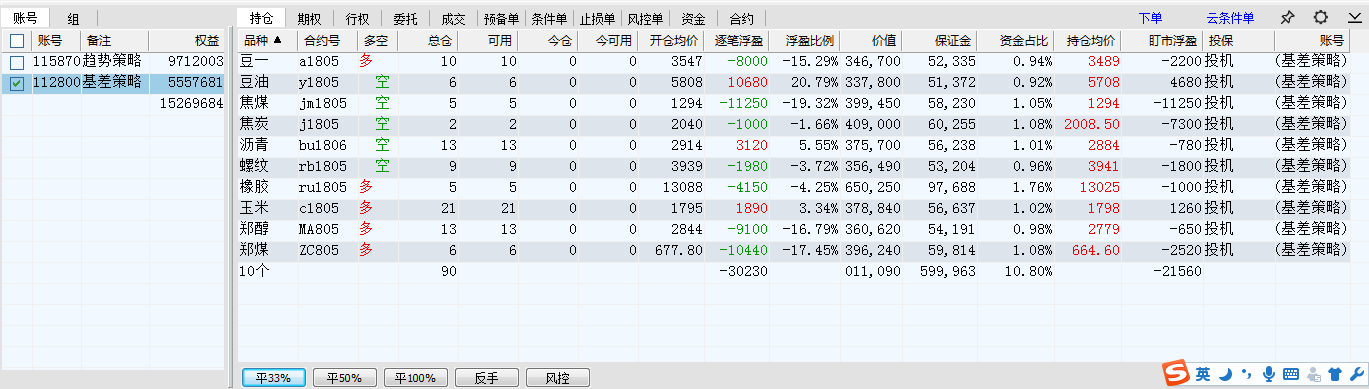 账号 组
账号 备注 权益
115870 趋势策略 9712003
112800 基差策略 5557681
15269684
持仓 期权 行权 委托 成交 预备单 条件单 止损单 风控单 资金 合约 下单 云条件单
品种 ▲ 合约号 多空 总仓 可用 今仓 今可用 开仓均价 逐笔浮盈 浮盈比例 价值 保证金 资金占比 持仓均价 盯市浮盈 投保 账号
豆一 a1805 多 10 10 0 0 3547 -8000 -15.29% 346,700 52,335 0.94% 3489 -2200 投机 (基差策略)
豆油 y1805 空 6 6 0 0 5808 10680 20.79% 337,800 51,372 0.92% 5708 4680 投机 (基差策略)
焦煤 jm1805 空 5 5 0 0 1294 -11250 -19.32% 399,450 58,230 1.05% 1294 -11250 投机 (基差策略)
焦炭 j1805 空 2 2 0 0 2040 -1000 -1.66% 409,000 60,255 1.08% 2008.50 -7300 投机 (基差策略)
沥青 bu1806 空 13 13 0 0 2914 3120 5.55% 375,700 56,238 1.01% 2884 -780 投机 (基差策略)
螺纹 rb1805 空 9 9 0 0 3939 -1980 -3.72% 356,490 53,204 0.96% 3941 -1800 投机 (基差策略)
橡胶 ru1805 多 5 5 0 0 13088 -4150 -4.25% 650,250 97,688 1.76% 13025 -1000 投机 (基差策略)
玉米 c1805 多 21 21 0 0 1795 1890 3.34% 378,840 56,637 1.02% 1798 1260 投机 (基差策略)
郑醇 MA805 多 13 13 0 0 2844 -9100 -16.79% 360,620 54,191 0.98% 2779 -650 投机 (基差策略)
郑煤 ZC805 多 6 6 0 0 677.80 -10440 -17.45% 396,240 59,814 1.08% 664.60 -2520 投机 (基差策略)
10个 90 -30230 011,090 599,963 10.80% -21560
平33% 平50% 平100% 反手 风控
S 英